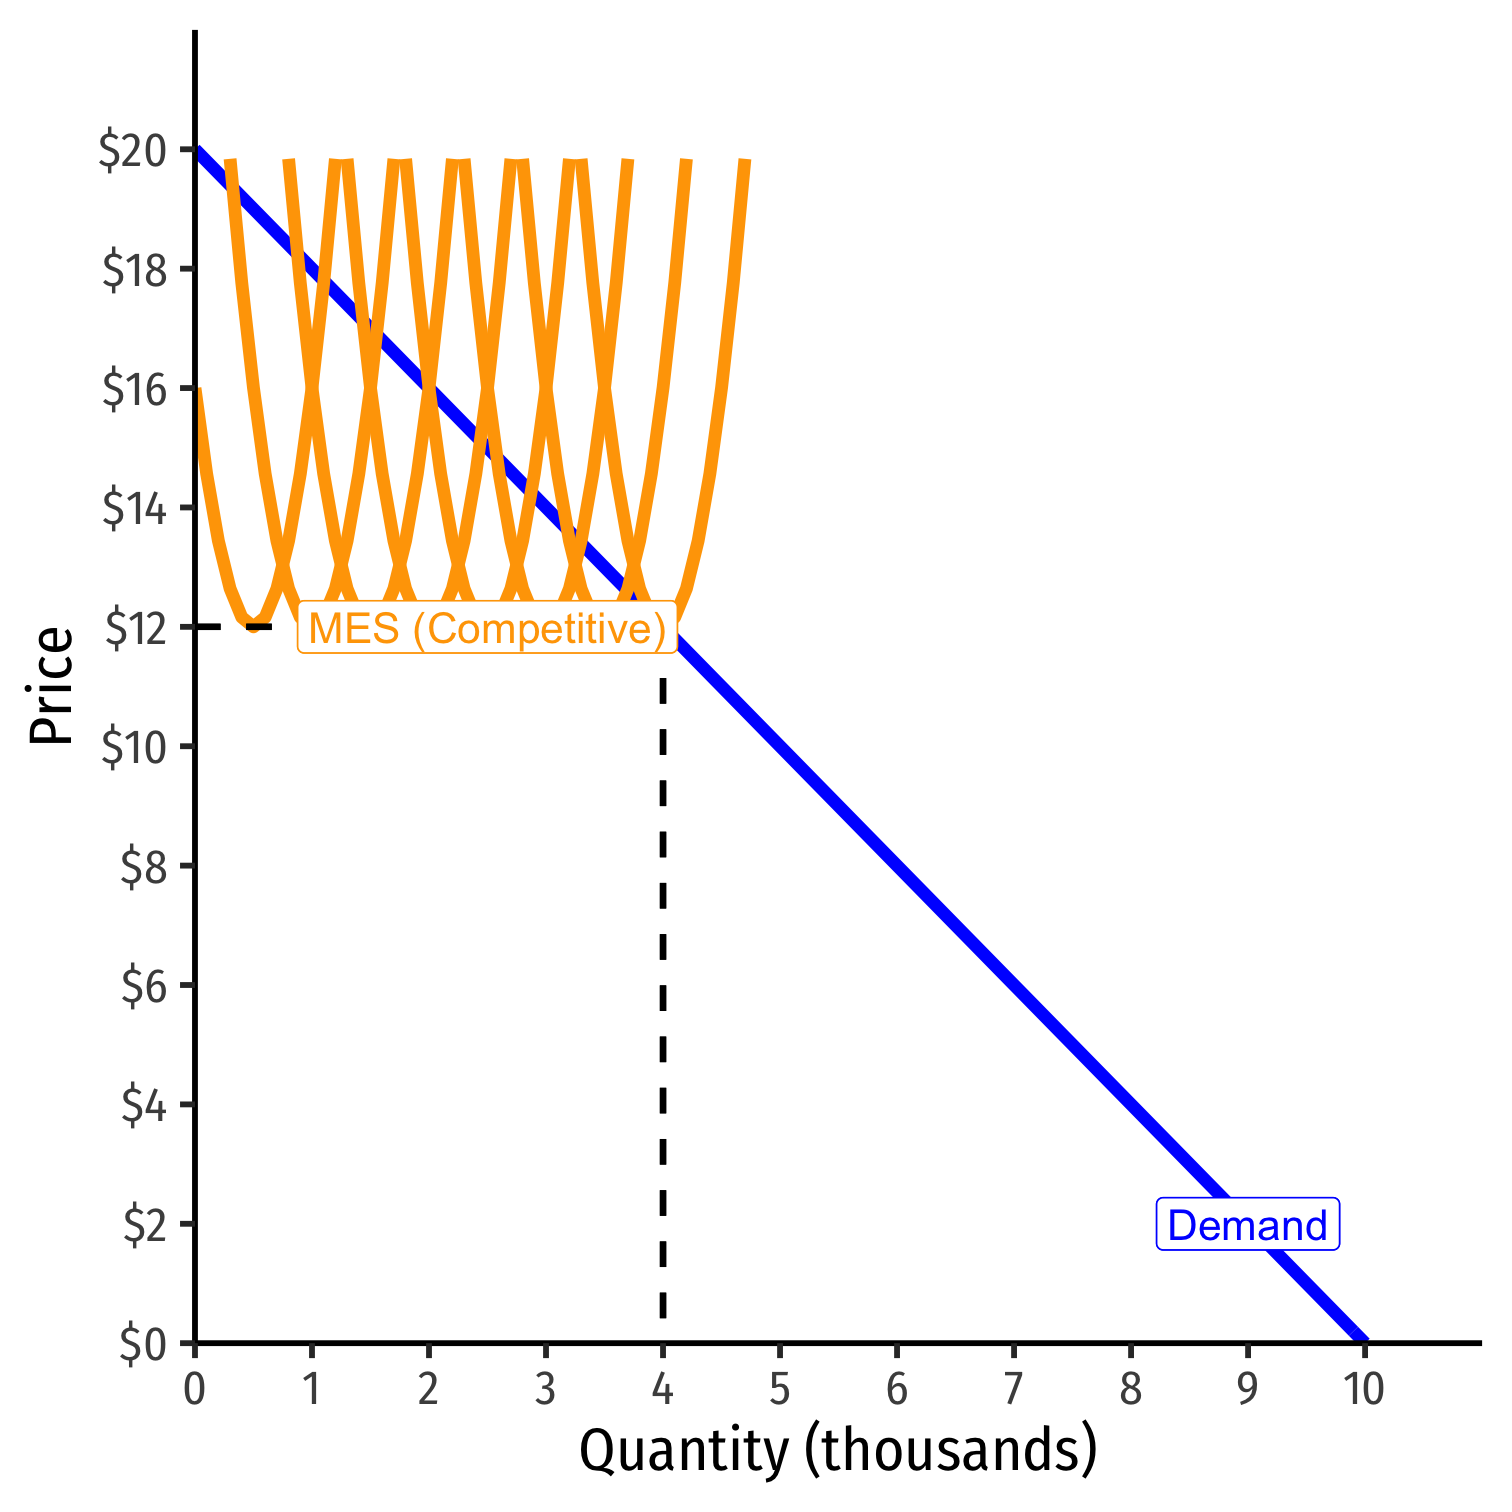 $20
$18
$16
$14
MES (Competitive)
$12
Price
$10
$8
$6
$4
$2
Demand
$0
0 1 2 3 4 5 6 7 8 9 10
Quantity (thousands)